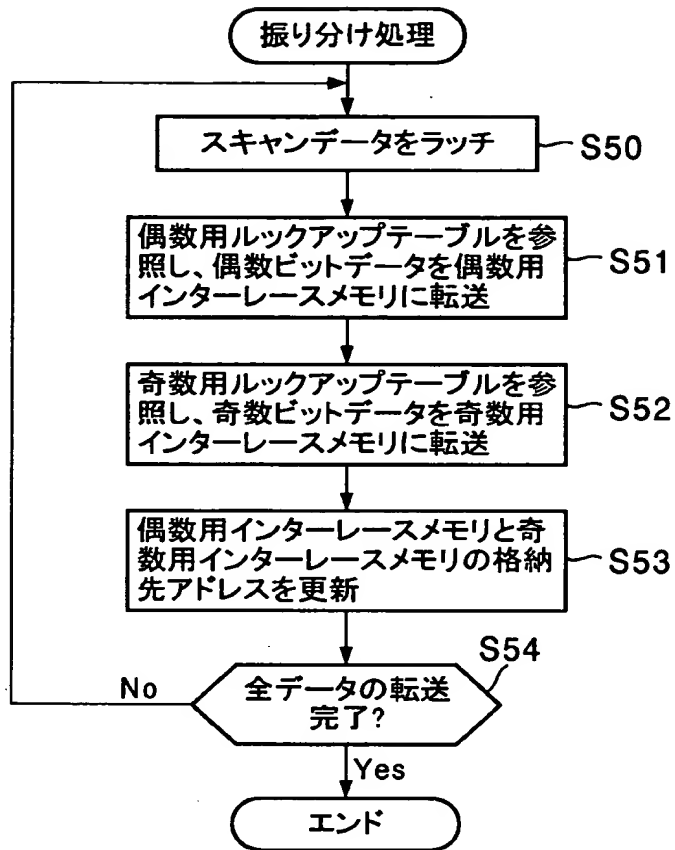 振り分け処理
スキャンデータをラッチ
S50
偶数用ルックアップテーブルを参
照し、偶数ビットデータを偶数用
インターレースメモリに転送
S51
奇数用ルックアップテーブルを参
照し、奇数ビットデータを奇数用
インターレースメモリに転送
S52
偶数用インターレースメモリと奇
数用インターレースメモリの格納
先アドレスを更新
S53
S54
全データの転送
完了?
No
Yes
エンド